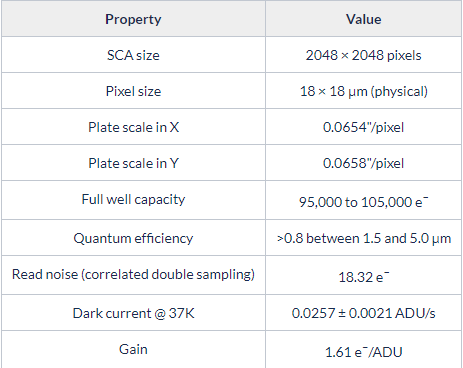 Property Value
SCA size 2048 × 2048 pixels
Pixel size 18 × 18 µm (physical)
Plate scale in X 0.0654"/pixel
Plate scale in Y 0.0658"/pixel
Full well capacity 95,000 to 105,000 e⁻
Quantum efficiency >0.8 between 1.5 and 5.0 µm
Read noise (correlated double sampling) 18.32 e⁻
Dark current @ 37K 0.0257 ± 0.0021 ADU/s
Gain 1.61 e⁻/ADU